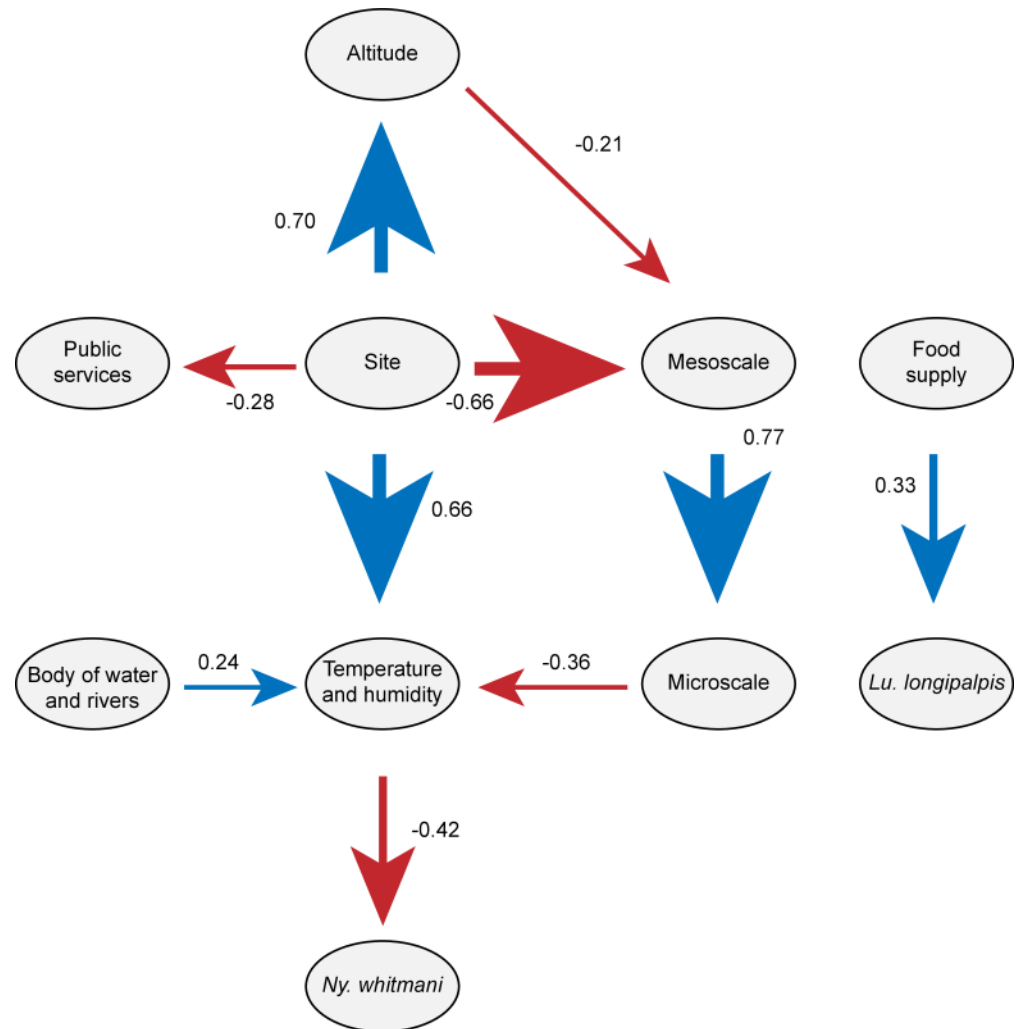 Altitude
-0.21
0.70
Public
services
Site
Mesoscale
Food
supply
-0.28
-0.66
0.77
0.33
0.66
Body of water
and rivers
0.24
Temperature
and humidity
-0.36
Microscale
Lu. longipalpis
-0.42
Ny. whitmani